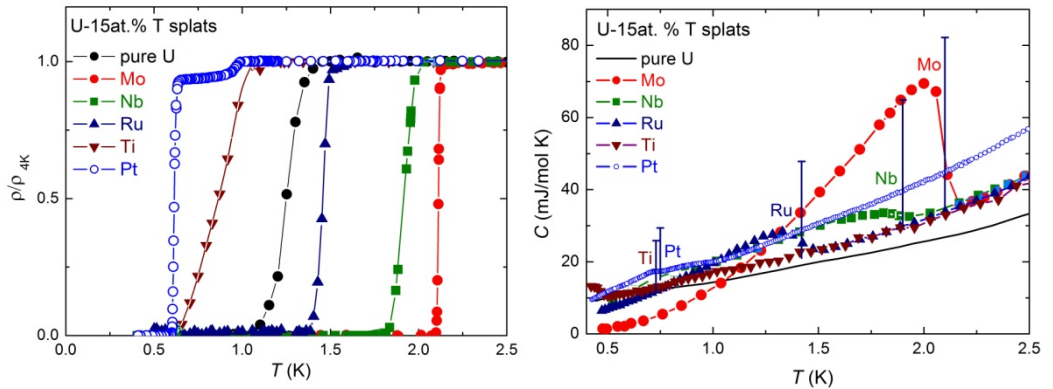 U-15at.% T splats
pure U
Mo
Nb
Ru
Ti
Pt
1.0
0.5
0.0
ρ/ρ 4K
0.0 0.5 1.0 1.5 2.0 2.5
T (K)
U-15at.% T splats
pure U
Mo
Nb
Ru
Ti
Pt
Mo
Nb
Ru
Ti
Pt
80
60
40
20
0
C (mJ/mol K)
0.5 1.0 1.5 2.0 2.5
T (K)